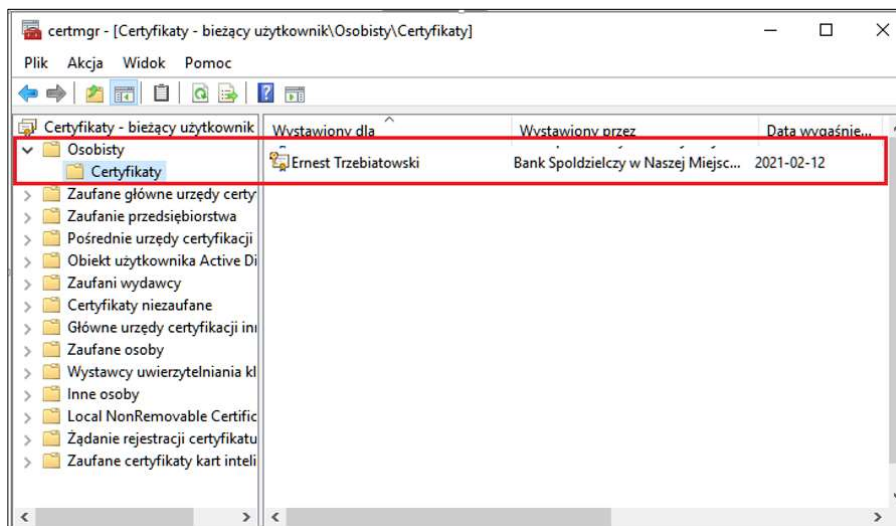 certmgr - [Certyfikaty - bieżący użytkownik\Osobisty\Certyfikaty]
Plik Akcja Widok Pomoc
Certyfikaty - bieżący użytkownik
Wystawiony dla Wystawiony przez Data wygaśnie...
Osobisty
Certyfikaty
Ernest Trzebiatowski Bank Spoldzielczy w Naszej Miejsc... 2021-02-12
Zaufane główne urzędy certy
Zaufanie przedsiębiorstwa
Pośrednie urzędy certyfikacji
Obiekt użytkownika Active Di
Zaufani wydawcy
Certyfikaty niezaufane
Główne urzędy certyfikacji inn
Zaufane osoby
Wystawcy uwierzytelniania kl
Inne osoby
Local NonRemovable Certific
Żądanie rejestracji certyfikatu
Zaufane certyfikaty kart inteli